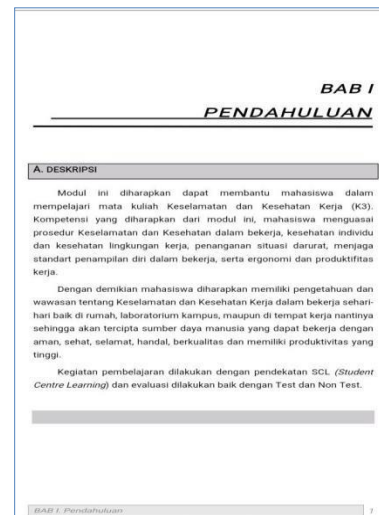 BAB I
PENDAHULUAN
A. DESKRIPSI
Modul ini diharapkan dapat membantu mahasiswa dalam
mempelajari mata kuliah Keselamatan dan Kesehatan Kerja (K3).
Kompetensi yang diharapkan dari modul ini, mahasiswa menguasai
prosedur Keselamatan dan Kesehatan dalam bekerja, kesehatan individu
dan kesehatan lingkungan kerja, penanganan situasi darurat, menjaga
standart penampilan diri dalam bekerja, serta ergonomi dan produktifitas
kerja.
Dengan demikian mahasiswa diharapkan memiliki pengetahuan dan
wawasan tentang Keselamatan dan Kesehatan Kerja dalam bekerja sehari-
hari baik di rumah, laboratorium kampus, maupun di tempat kerja nantinya
sehingga akan tercipta sumber daya manusia yang dapat bekerja dengan
aman, sehat, selamat, handal, berkualitas dan memiliki produktivitas yang
tinggi.
Kegiatan pembelajaran dilakukan dengan pendekatan SCL (Student
Centre Learning) dan evaluasi dilakukan baik dengan Test dan Non Test.
BAB I. Pendahuluan 1